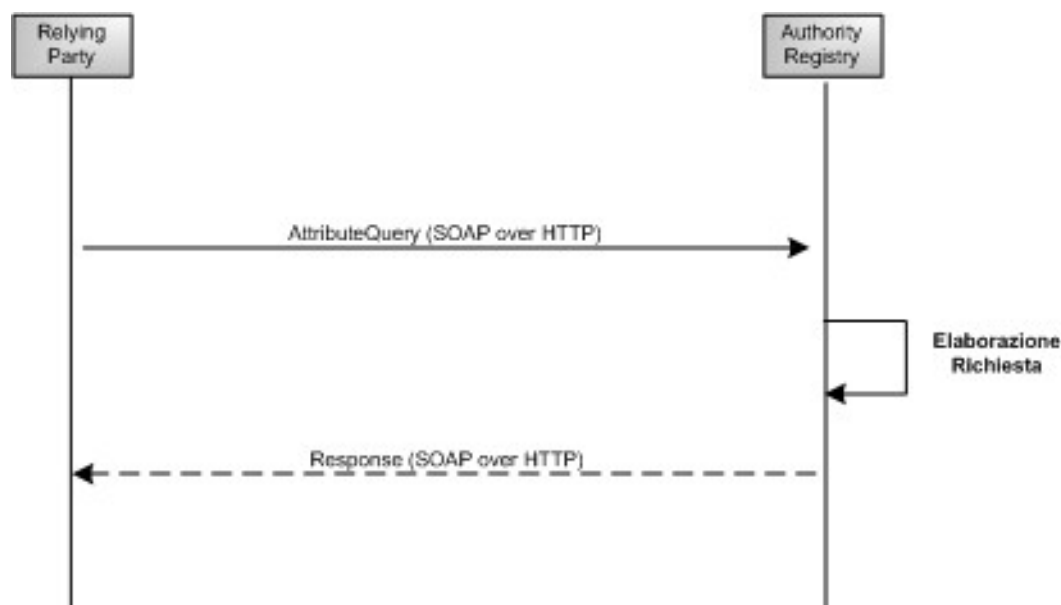 Relying
Party
Authority
Registry
AttributeQuery (SOAP over HTTP)
Elaborazione
Richiesta
Response (SOAP over HTTP)